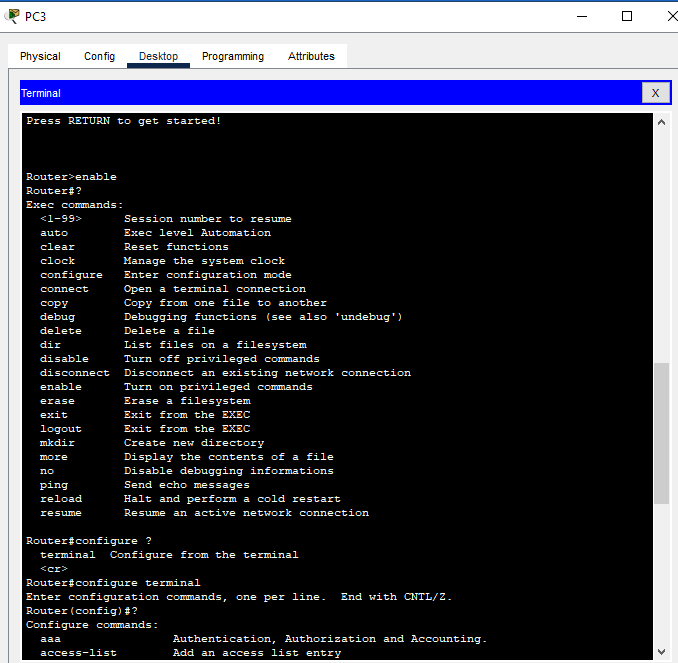 PC3
Physical Config Desktop Programming Attributes
Terminal X
Press RETURN to get started!
Router>enable
Router#?
Exec commands:
  <1-99>      Session number to resume
  auto        Exec level Automation
  clear       Reset functions
  clock       Manage the system clock
  configure   Enter configuration mode
  connect     Open a terminal connection
  copy        Copy from one file to another
  debug       Debugging functions (see also 'undebug')
  delete      Delete a file
  dir         List files on a filesystem
  disable     Turn off privileged commands
  disconnect  Disconnect an existing network connection
  enable      Turn on privileged commands
  erase       Erase a filesystem
  exit        Exit from the EXEC
  logout      Exit from the EXEC
  mkdir       Create new directory
  more        Display the contents of a file
  no          Disable debugging informations
  ping        Send echo messages
  reload      Halt and perform a cold restart
  resume      Resume an active network connection
Router#configure ?
  terminal  Configure from the terminal
  <cr>
Router#configure terminal
Enter configuration commands, one per line.  End with CNTL/Z.
Router(config)#?
Configure commands:
  aaa                Authentication, Authorization and Accounting.
  access-list        Add an access list entry